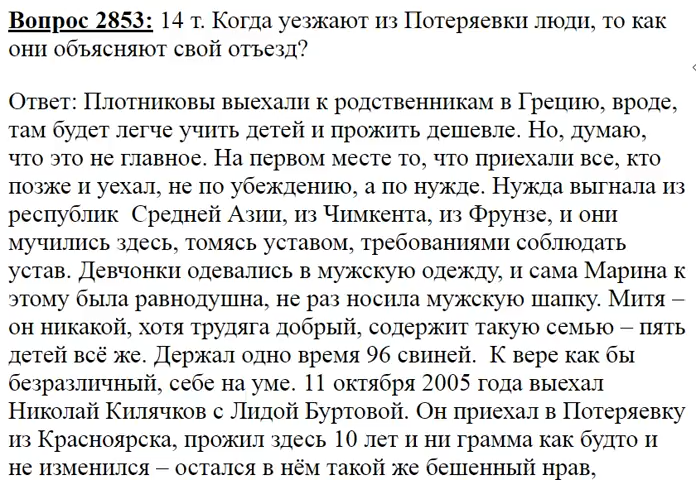 Вопрос 2853: 14 т. Когда уезжают из Потеряевки люди, то как
они объясняют свой отъезд?
Ответ: Плотниковы выехали к родственникам в Грецию, вроде,
там будет легче учить детей и прожить дешевле. Но, думаю,
что это не главное. На первом месте то, что приехали все, кто
позже и уехал, не по убеждению, а по нужде. Нужда выгнала из
республик  Средней Азии, из Чимкента, из Фрунзе, и они
мучились здесь, томясь уставом, требованиями соблюдать
устав. Девчонки одевались в мужскую одежду, и сама Марина к
этому была равнодушна, не раз носила мужскую шапку. Митя –
он никакой, хотя трудяга добрый, содержит такую семью – пять
детей всё же. Держал одно время 96 свиней.  К вере как бы
безразличный, себе на уме. 11 октября 2005 года выехал
Николай Килячков с Лидой Буртовой. Он приехал в Потеряевку
из Красноярска, прожил здесь 10 лет и ни грамма как будто и
не изменился – остался в нём такой же бешенный нрав,